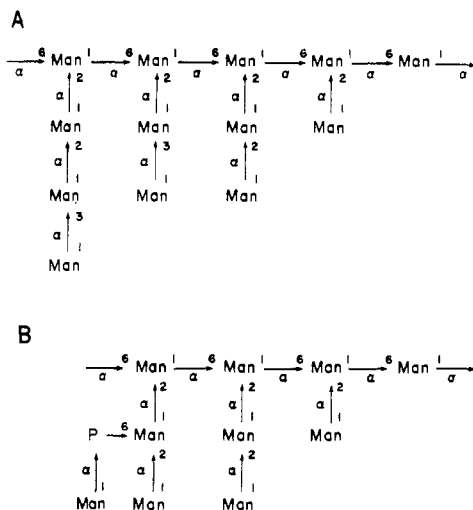 A
α 6 Man 1 α 6 Man 1 α 6 Man 1 α 6 Man 1 α 6 Man 1 α
α 2 α 2 α 2 α 2
1 1 1 1
Man Man Man Man
α 2 α 3 α 2
1 1 1
Man Man Man
α 3
1
Man
B
α 6 Man 1 α 6 Man 1 α 6 Man 1 α 6 Man 1 α
α 2 α 2 α 2
1 1 1
P 6 Man Man Man
α α 2 α 2
1 1 1
Man Man Man